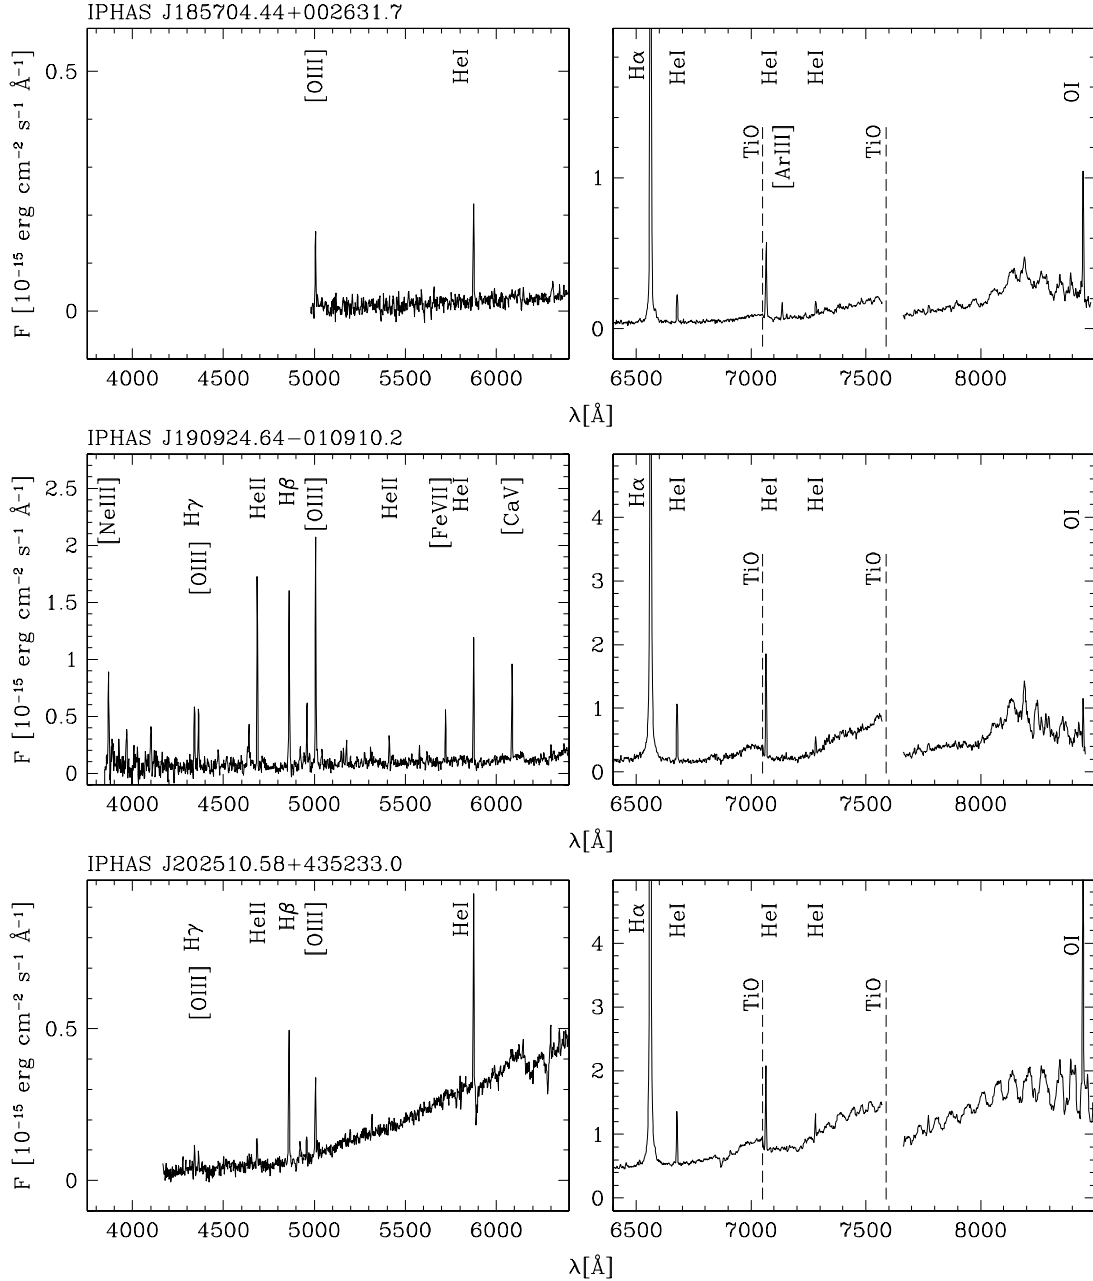 IPHAS J185704.44+002631.7
F [10⁻¹⁵ erg cm⁻² s⁻¹ Å⁻¹]
0.5
0
[OIII]
HeI
4000 4500 5000 5500 6000
Hα HeI HeI HeI OI
TiO [ArIII] TiO
1
0
6500 7000 7500 8000
λ[Å]
IPHAS J190924.64−010910.2
F [10⁻¹⁵ erg cm⁻² s⁻¹ Å⁻¹]
2.5
2
1.5
1
0.5
0
[NeIII] Hγ HeII Hβ [OIII] HeII [FeVII] HeI [CaV]
[OIII]
4000 4500 5000 5500 6000
Hα HeI HeI HeI OI
TiO TiO
4
3
2
1
0
6500 7000 7500 8000
λ[Å]
IPHAS J202510.58+435233.0
F [10⁻¹⁵ erg cm⁻² s⁻¹ Å⁻¹]
0.5
0
Hγ HeII Hβ [OIII] HeI
[OIII]
4000 4500 5000 5500 6000
Hα HeI HeI HeI OI
TiO TiO
4
3
2
1
0
6500 7000 7500 8000
λ[Å]